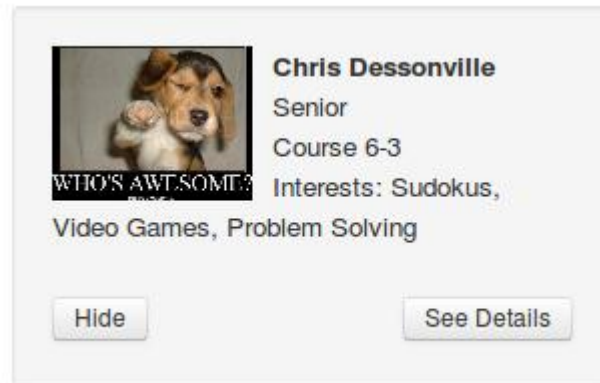 Chris Dessonville
Senior
Course 6-3
WHO'S AWESOME?
Interests: Sudokus,
Video Games, Problem Solving
Hide
See Details